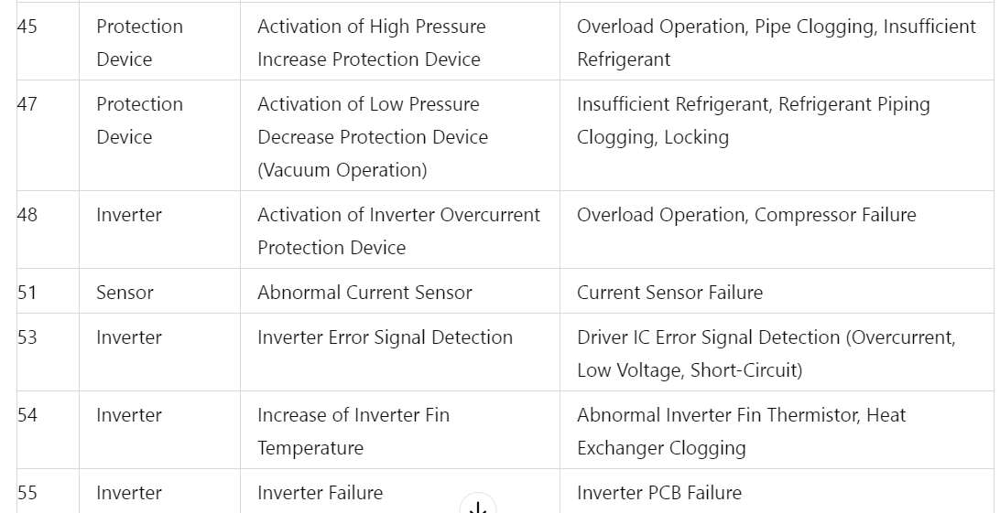 45 Protection Activation of High Pressure Overload Operation, Pipe Clogging, Insufficient
Device Increase Protection Device Refrigerant
47 Protection Activation of Low Pressure Insufficient Refrigerant, Refrigerant Piping
Device Decrease Protection Device Clogging, Locking
(Vacuum Operation)
48 Inverter Activation of Inverter Overcurrent Overload Operation, Compressor Failure
Protection Device
51 Sensor Abnormal Current Sensor Current Sensor Failure
53 Inverter Inverter Error Signal Detection Driver IC Error Signal Detection (Overcurrent,
Low Voltage, Short-Circuit)
54 Inverter Increase of Inverter Fin Abnormal Inverter Fin Thermistor, Heat
Temperature Exchanger Clogging
55 Inverter Inverter Failure Inverter PCB Failure